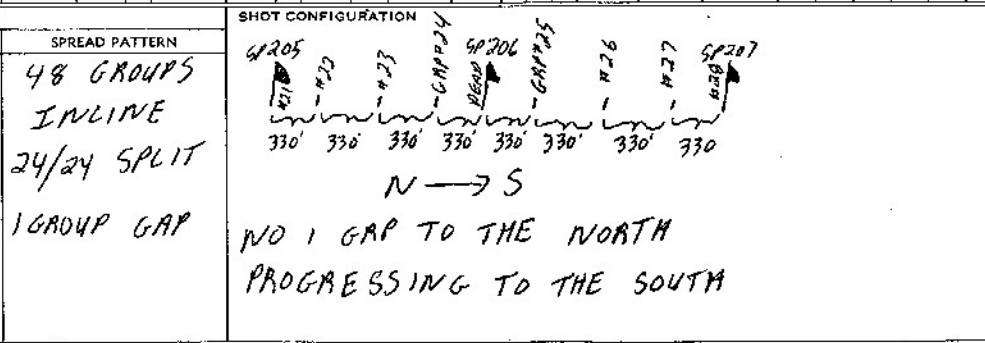 SHOT CONFIGURATION
SPREAD PATTERN
48 GROUPS
INLINE
24/24 SPLIT
1 GROUP GAP
SP205 SP206 SP207
#21 #22 #23 GRP#24 DEAD GRP#25 #26 #27 #28
330' 330' 330' 330' 330' 330' 330' 330
N → S
NO 1 GRP TO THE NORTH
PROGRESSING TO THE SOUTH